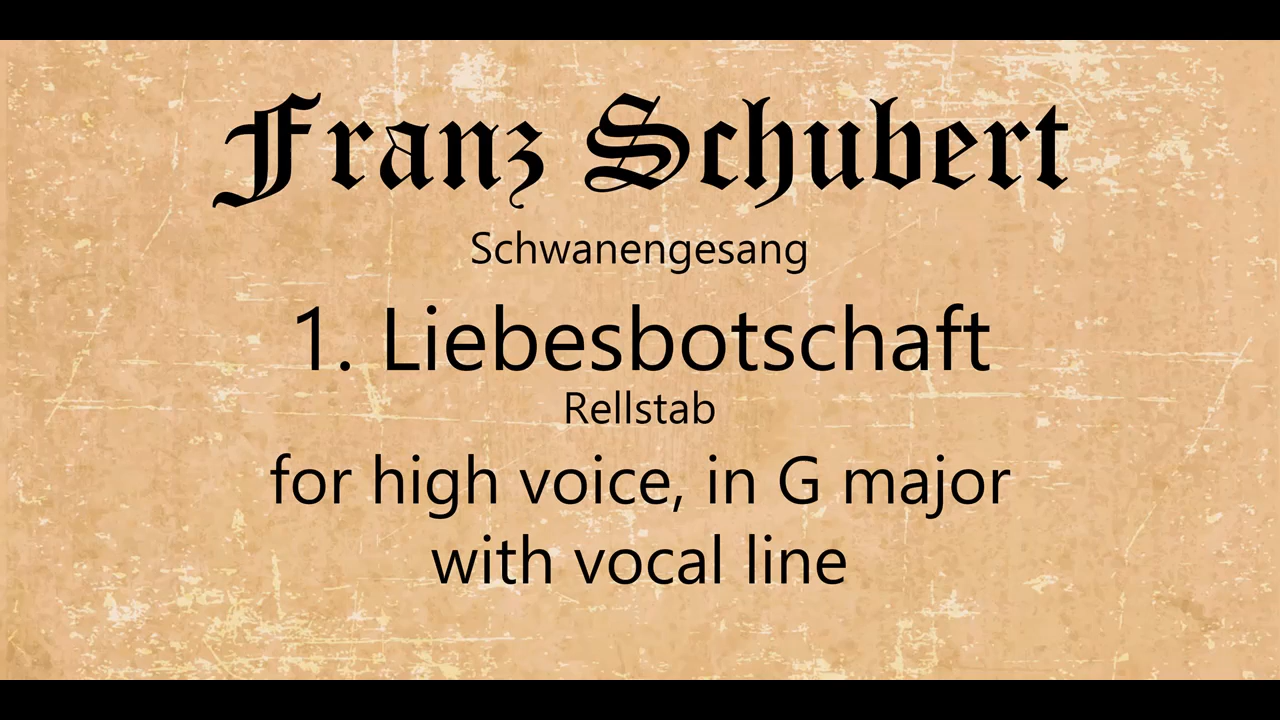 Franz Schubert
Schwanengesang
1. Liebesbotschaft
Rellstab
for high voice, in G major
with vocal line